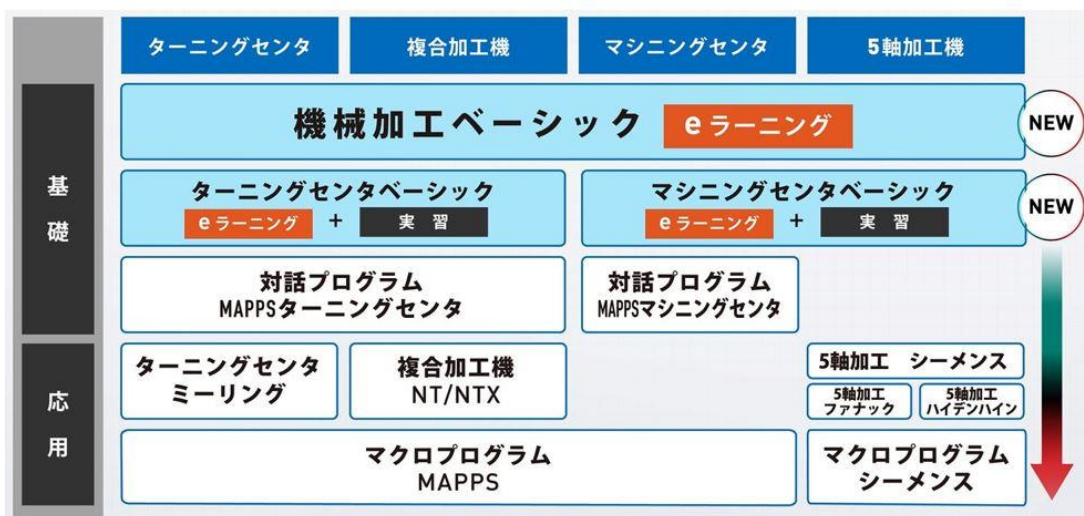 ターニングセンタ
複合加工機
マシニングセンタ
5軸加工機
基礎
機械加工ベーシック eラーニング
NEW
ターニングセンタベーシック
eラーニング + 実習
マシニングセンタベーシック
eラーニング + 実習
NEW
対話プログラム
MAPPSターニングセンタ
対話プログラム
MAPPSマシニングセンタ
応用
ターニングセンタ
ミーリング
複合加工機
NT/NTX
5軸加工 シーメンス
5軸加工
ファナック
5軸加工
ハイデンハイン
マクロプログラム
MAPPS
マクロプログラム
シーメンス